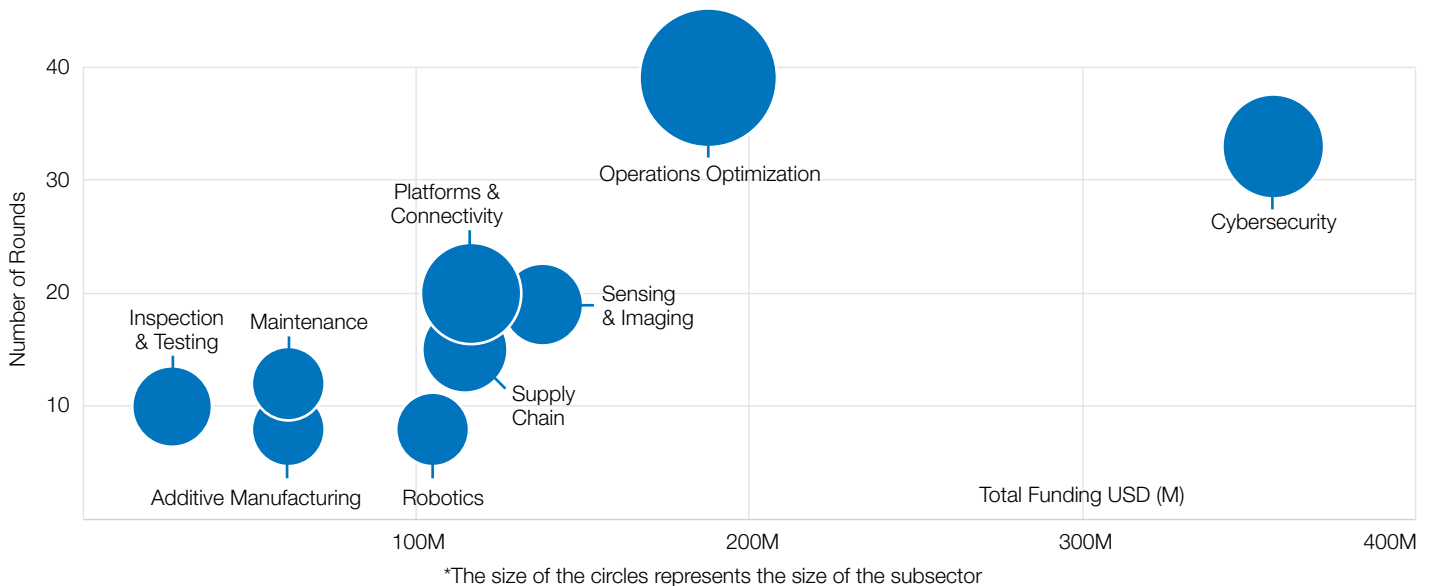 40
30
20
10
Number of Rounds
Operations Optimization
Cybersecurity
Platforms &
Connectivity
Sensing
& Imaging
Inspection
& Testing
Maintenance
Supply
Chain
Additive Manufacturing
Robotics
Total Funding USD (M)
100M
200M
300M
400M
*The size of the circles represents the size of the subsector